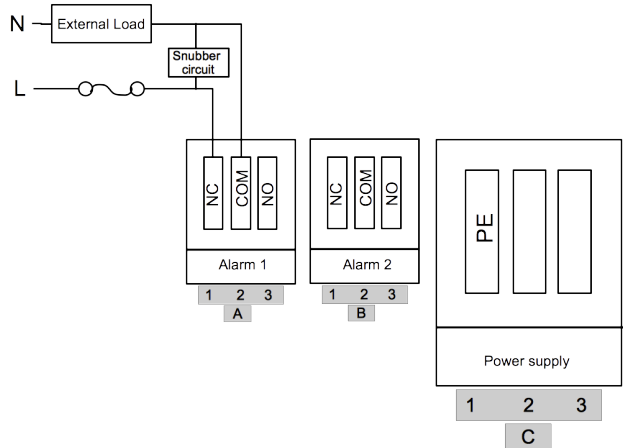 N External Load
Snubber
circuit
L
NC COM NO
NC COM NO
PE
Alarm 1
Alarm 2
Power supply
1 2 3
A
1 2 3
B
1 2 3
C